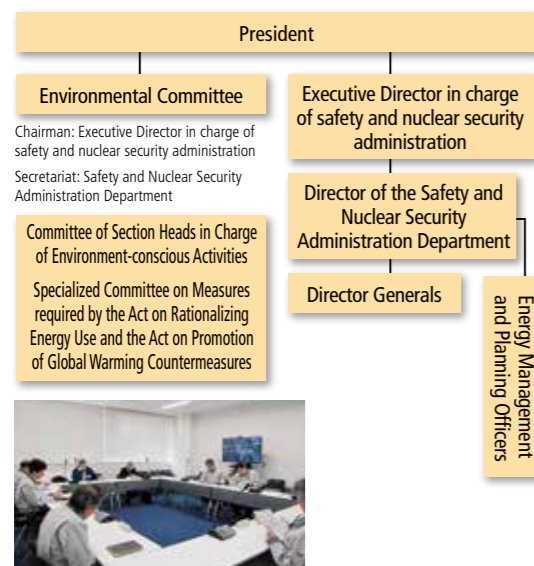 President
Environmental Committee
Chairman: Executive Director in charge of
safety and nuclear security administration
Secretariat: Safety and Nuclear Security
Administration Department
Committee of Section Heads in Charge
of Environment-conscious Activities
Specialized Committee on Measures
required by the Act on Rationalizing
Energy Use and the Act on Promotion
of Global Warming Countermeasures
Executive Director in charge
of safety and nuclear security
administration
Director of the Safety and
Nuclear Security
Administration Department
Director Generals
Energy Management
and Planning Officers